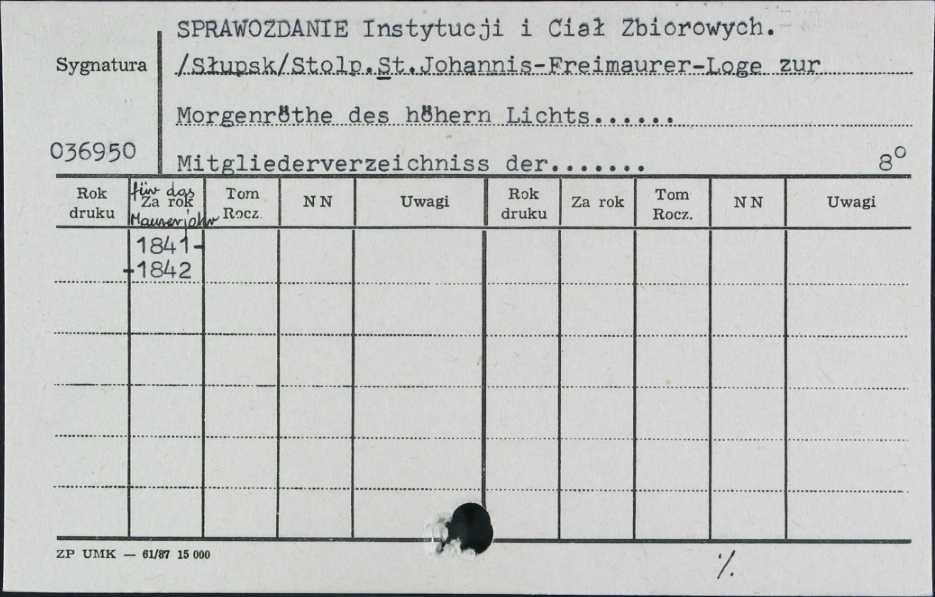 SPRAWOZDANIE Instytucji i Ciał Zbiorowych.
Sygnatura /Słupsk/Stolp.St.Johannis-Freimaurer-Loge zur
Morgenröthe des höhern Lichts......
036950 Mitgliederverzeichniss der....... 8°
Rok druku für das Za rok Maurerjahr Tom Rocz. NN Uwagi Rok druku Za rok Tom Rocz. NN Uwagi
1841-
-1842
ZP UMK — 61/87 15 000
/.